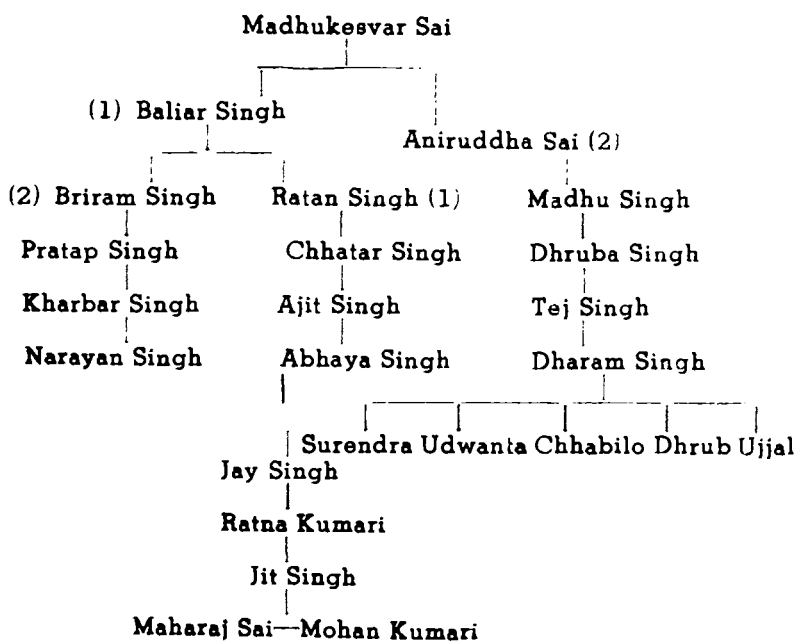 Madhukesvar Sai
(1) Baliar Singh
Aniruddha Sai (2)
(2) Briram Singh Ratan Singh (1) Madhu Singh
Pratap Singh Chhatar Singh Dhruba Singh
Kharbar Singh Ajit Singh Tej Singh
Narayan Singh Abhaya Singh Dharam Singh
Surendra Udwanta Chhabilo Dhrub Ujjal
Jay Singh
Ratna Kumari
Jit Singh
Maharaj Sai—Mohan Kumari